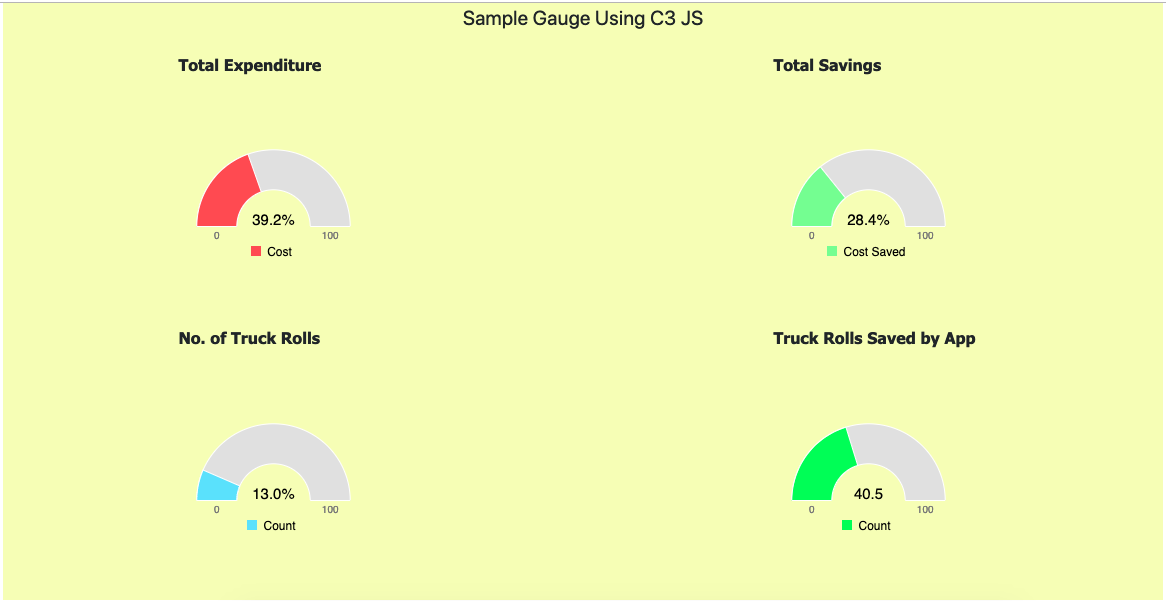 Sample Gauge Using C3 JS
Total Expenditure
39.2%
0 100
Cost
Total Savings
28.4%
0 100
Cost Saved
No. of Truck Rolls
13.0%
0 100
Count
Truck Rolls Saved by App
40.5
0 100
Count